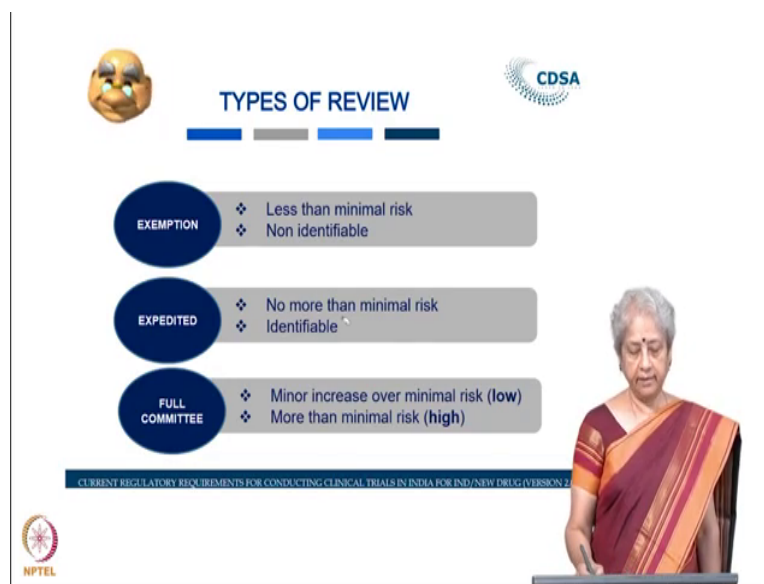 CDSA
TYPES OF REVIEW
EXEMPTION
❖ Less than minimal risk
❖ Non identifiable
EXPEDITED
❖ No more than minimal risk
❖ Identifiable
FULL
COMMITTEE
❖ Minor increase over minimal risk (low)
❖ More than minimal risk (high)
CURRENT REGULATORY REQUIREMENTS FOR CONDUCTING CLINICAL TRIALS IN INDIA FOR IND/NEW DRUG (VERSION 2.
NPTEL